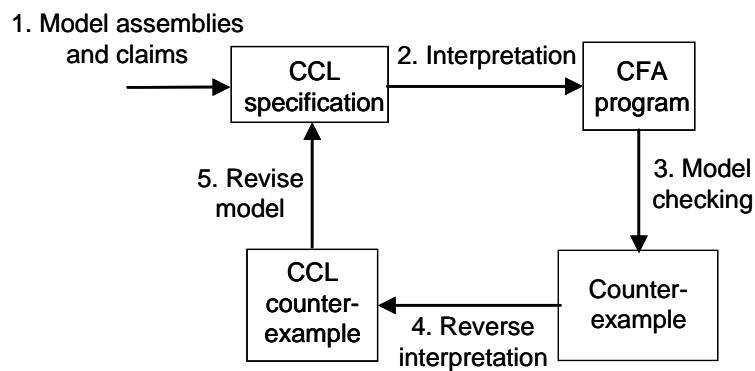 1. Model assemblies
and claims
CCL
specification
2. Interpretation
CFA
program
3. Model
checking
Counter-
example
4. Reverse
interpretation
CCL
counter-
example
5. Revise
model